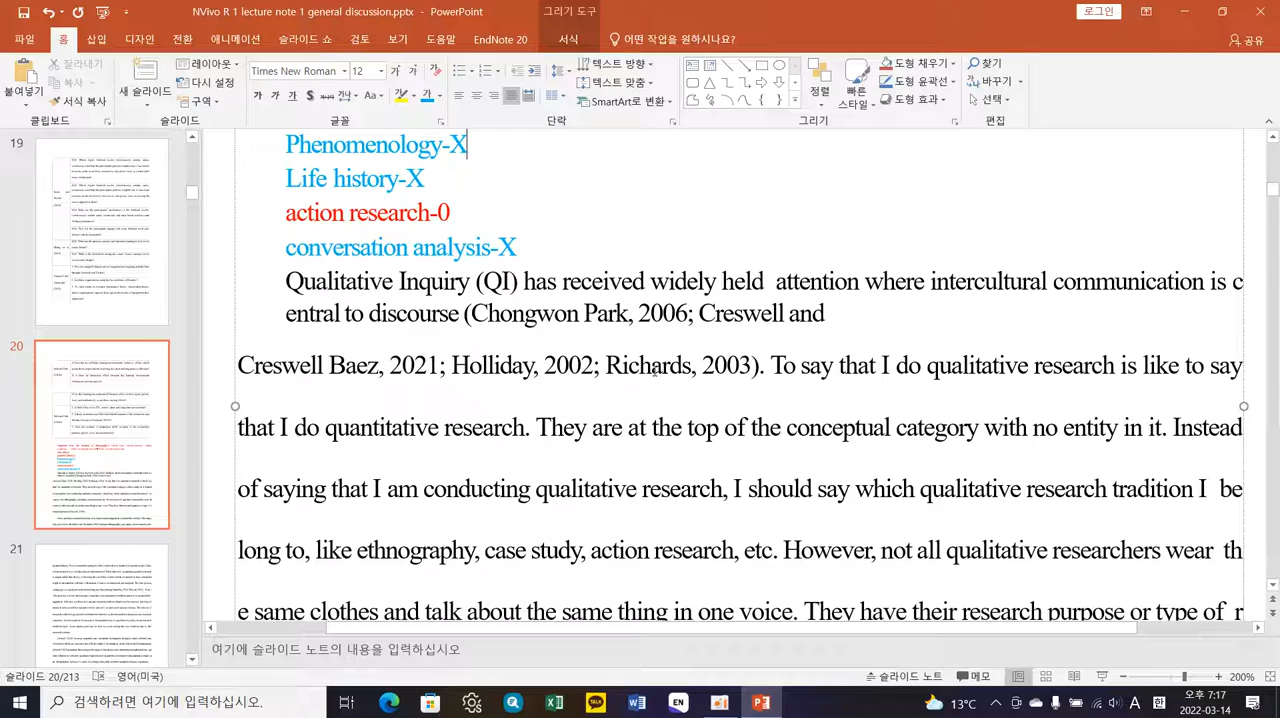 NVivo R 1 lecture note 1 general discussion.pptx - PowerPoint
그리기 도구
로그인
파일 홈 삽입 디자인 전환 애니메이션 슬라이드 쇼 검토 보기 도움말 EndNote 20 서식 어떤 작업을 원하시나요? 공유
붙여넣기
잘라내기
복사
서식 복사
클립보드
새 슬라이드
레이아웃
다시 설정
구역
슬라이드
Times New Roman 12 가 가
가 가 가 Aa 가
글꼴
텍스트 방향
텍스트 맞춤
SmartArt로 변환
단락
정렬
빠른 스타일
도형 채우기
도형 윤곽선
도형 효과
그리기
찾기
바꾸기
선택
편집
19
20
21
Phenomenology-X
Life history-X
action research-0
conversation analysis-X
Qualitative Inquiry (QI) has received widely held attention where intercultural communication is c
entral to discourse (Chongwon Park, 2006; Creswell and
Creswell Baez, 2021; Holliday, 2002; Richards, 2003). To say that I do qulitative research is like to say
that I do quantitative research. They are at the top of the conceptual category with no entity in it. Instead
of saying that I am conducting qualitative research, I should say which qualitative research tradition I be
long to, like ethnography, case study, action research, etc. However, not all qualitative researchers wear th
e same clothes and talk about the same thing in one voice. They have their research purpose or type of i
여기에 슬라이드 노트의 내용을 입력하십시오
슬라이드 20/213 영어(미국) 슬라이드 노트 메모 200%
검색하려면 여기에 입력하십시오. TALK EN 13°C A 한 오후 7:17
2022-03-14